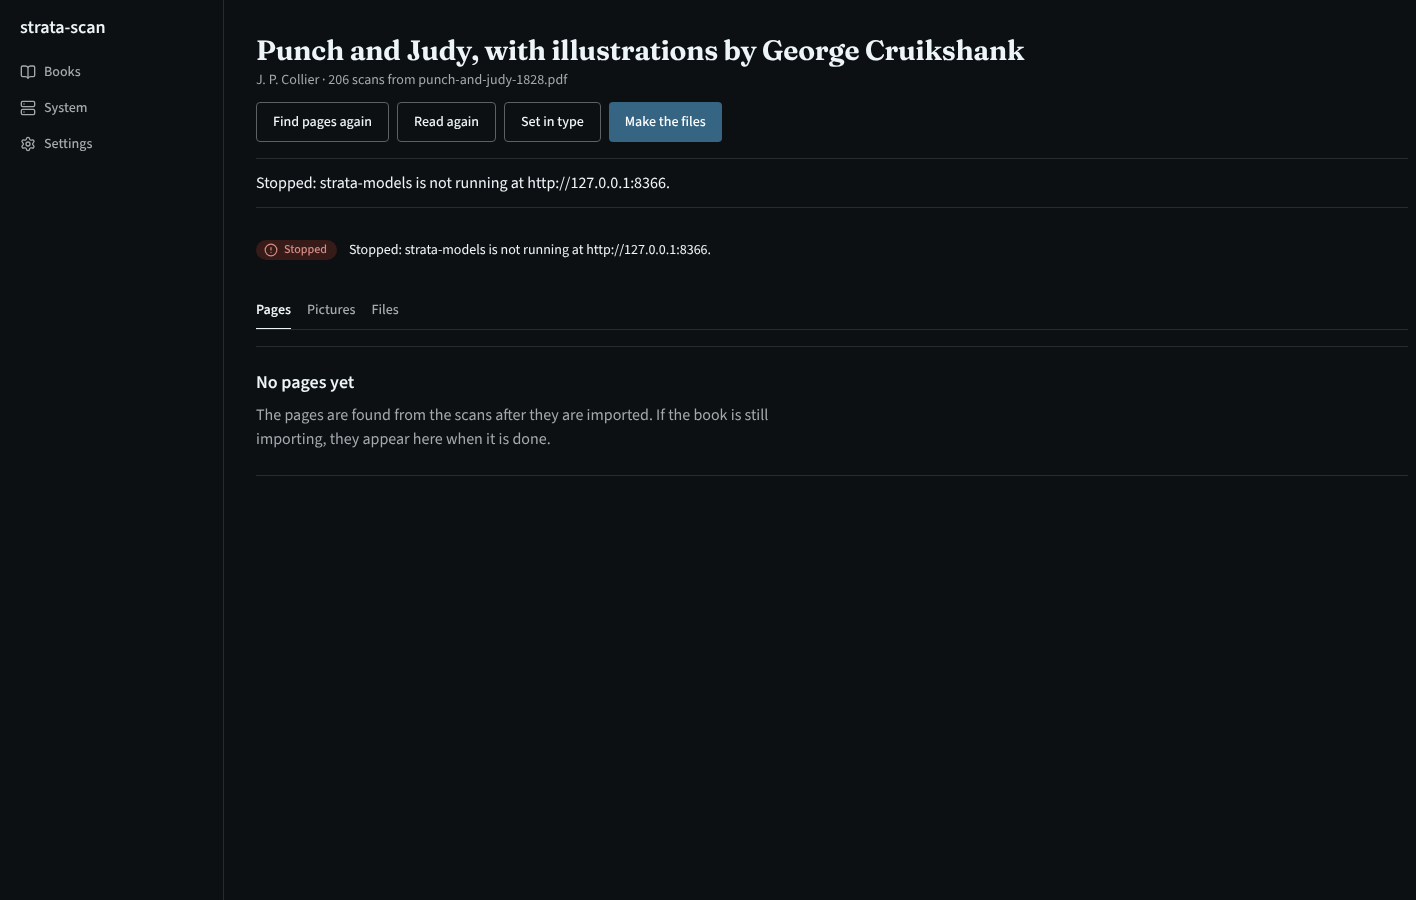 strata-scan
Books
System
Settings
Punch and Judy, with illustrations by George Cruikshank
J. P. Collier · 206 scans from punch-and-judy-1828.pdf
Find pages again
Read again
Set in type
Make the files
Stopped: strata-models is not running at http://127.0.0.1:8366.
Stopped
Stopped: strata-models is not running at http://127.0.0.1:8366.
Pages
Pictures
Files
No pages yet
The pages are found from the scans after they are imported. If the book is still
importing, they appear here when it is done.